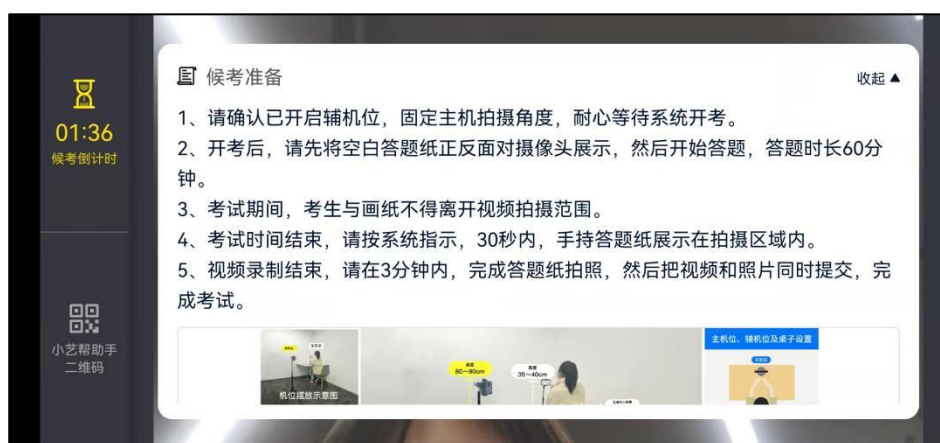 候考准备
收起▲
01:36
候考倒计时
1、请确认已开启辅机位，固定主机拍摄角度，耐心等待系统开考。
2、开考后，请先将空白答题纸正反面对摄像头展示，然后开始答题，答题时长60分
钟。
3、考试期间，考生与画纸不得离开视频拍摄范围。
4、考试时间结束，请按系统指示，30秒内，手持答题纸展示在拍摄区域内。
5、视频录制结束，请在3分钟内，完成答题纸拍照，然后把视频和照片同时提交，完
成考试。
小艺帮助手
二维码
机位摆放示意图
高度
80～90cm
高度
35～40cm
主机位、辅机位及桌子设置